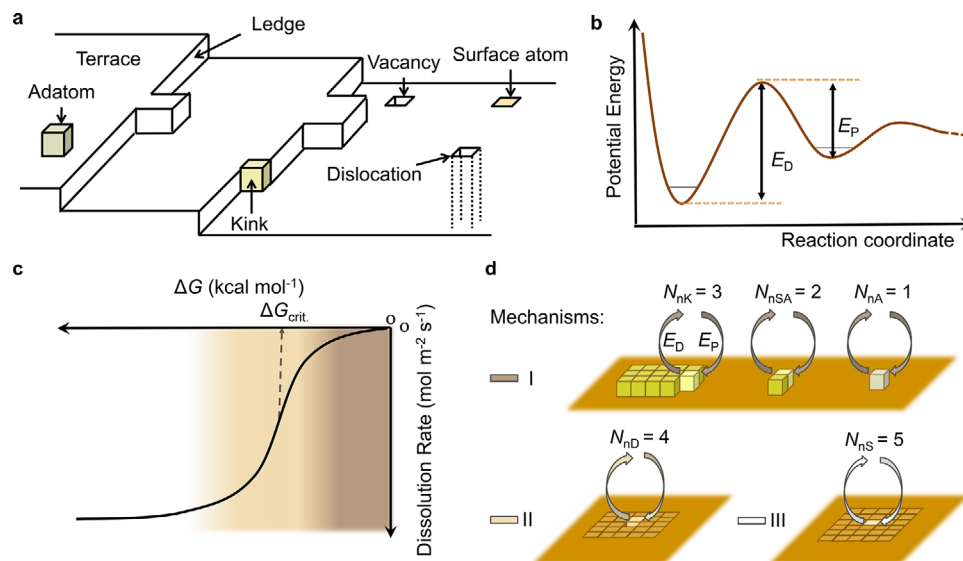 a
Ledge
Terrace
Vacancy
Surface atom
Adatom
Dislocation
Kink
b
Potential Energy
E_D
E_P
Reaction coordinate
c
ΔG (kcal mol⁻¹)
ΔG_crit.
o
o
Dissolution Rate (mol m⁻² s⁻¹)
d
N_nK = 3
N_nSA = 2
N_nA = 1
Mechanisms:
E_D
E_P
I
N_nD = 4
N_nS = 5
II
III